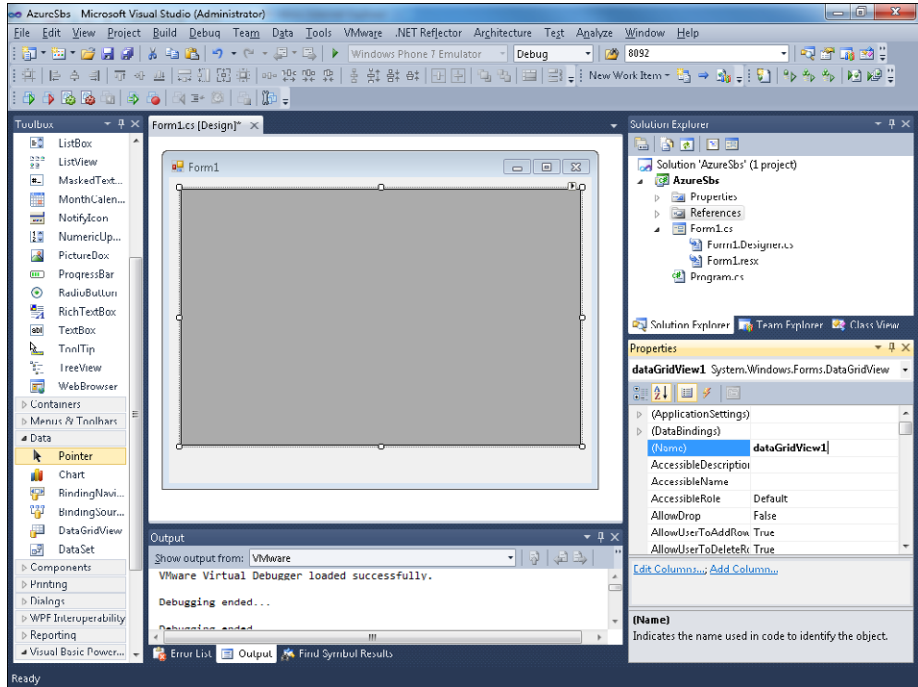 AzureSbs - Microsoft Visual Studio (Administrator)
File Edit View Project Build Debug Team Data Tools VMware .NET Reflector Architecture Test Analyze Window Help
Windows Phone 7 Emulator Debug 8092
New Work Item
Toolbox
ListBox
ListView
MaskedText...
MonthCalen...
NotifyIcon
NumericUp...
PictureBox
ProgressBar
RadioButton
RichTextBox
TextBox
ToolTip
TreeView
WebBrowser
Containers
Menus & Toolbars
Data
Pointer
Chart
BindingNavi...
BindingSour...
DataGridView
DataSet
Components
Printing
Dialogs
WPF Interoperability
Reporting
Visual Basic Power...
Form1.cs [Design]*
Form1
Output
Show output from: VMware
VMware Virtual Debugger loaded successfully.
Debugging ended...
Debugging ended
Error List Output Find Symbol Results
Solution Explorer
Solution 'AzureSbs' (1 project)
AzureSbs
Properties
References
Form1.cs
Form1.Designer.cs
Form1.resx
Program.cs
Solution Explorer Team Explorer Class View
Properties
dataGridView1 System.Windows.Forms.DataGridView
(ApplicationSettings)
(DataBindings)
(Name) dataGridView1
AccessibleDescription
AccessibleName
AccessibleRole Default
AllowDrop False
AllowUserToAddRow True
AllowUserToDeleteRo True
Edit Columns...; Add Column...
(Name)
Indicates the name used in code to identify the object.
Ready